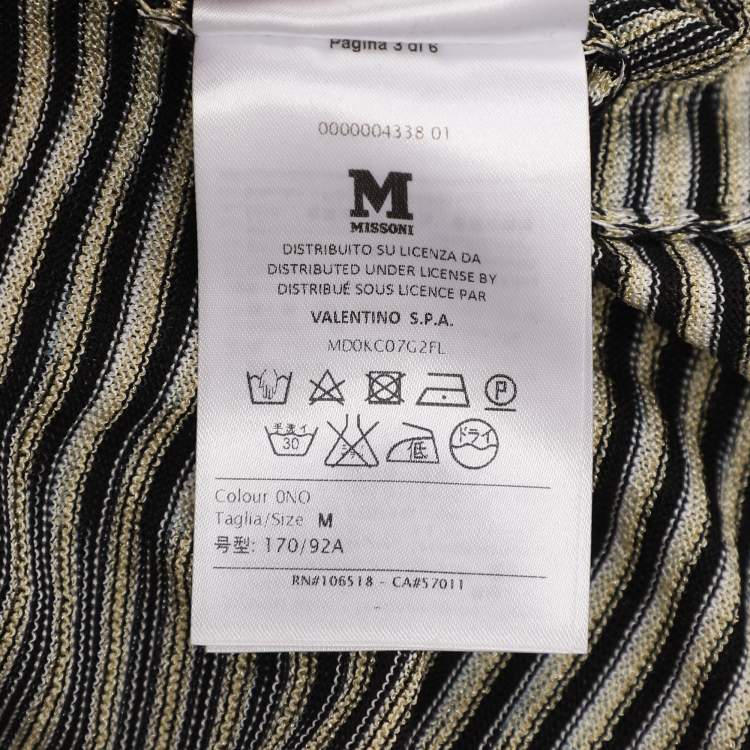 Pagina 3 di 6
0000004338 01
M
MISSONI
DISTRIBUITO SU LICENZA DA
DISTRIBUTED UNDER LICENSE BY
DISTRIBUÉ SOUS LICENCE PAR
VALENTINO S.P.A.
MD0KC07G2FL
P
手洗イ
30
低
ドライ
Colour 0NO
Taglia/Size M
号型: 170/92A
RN#106518 - CA#57011